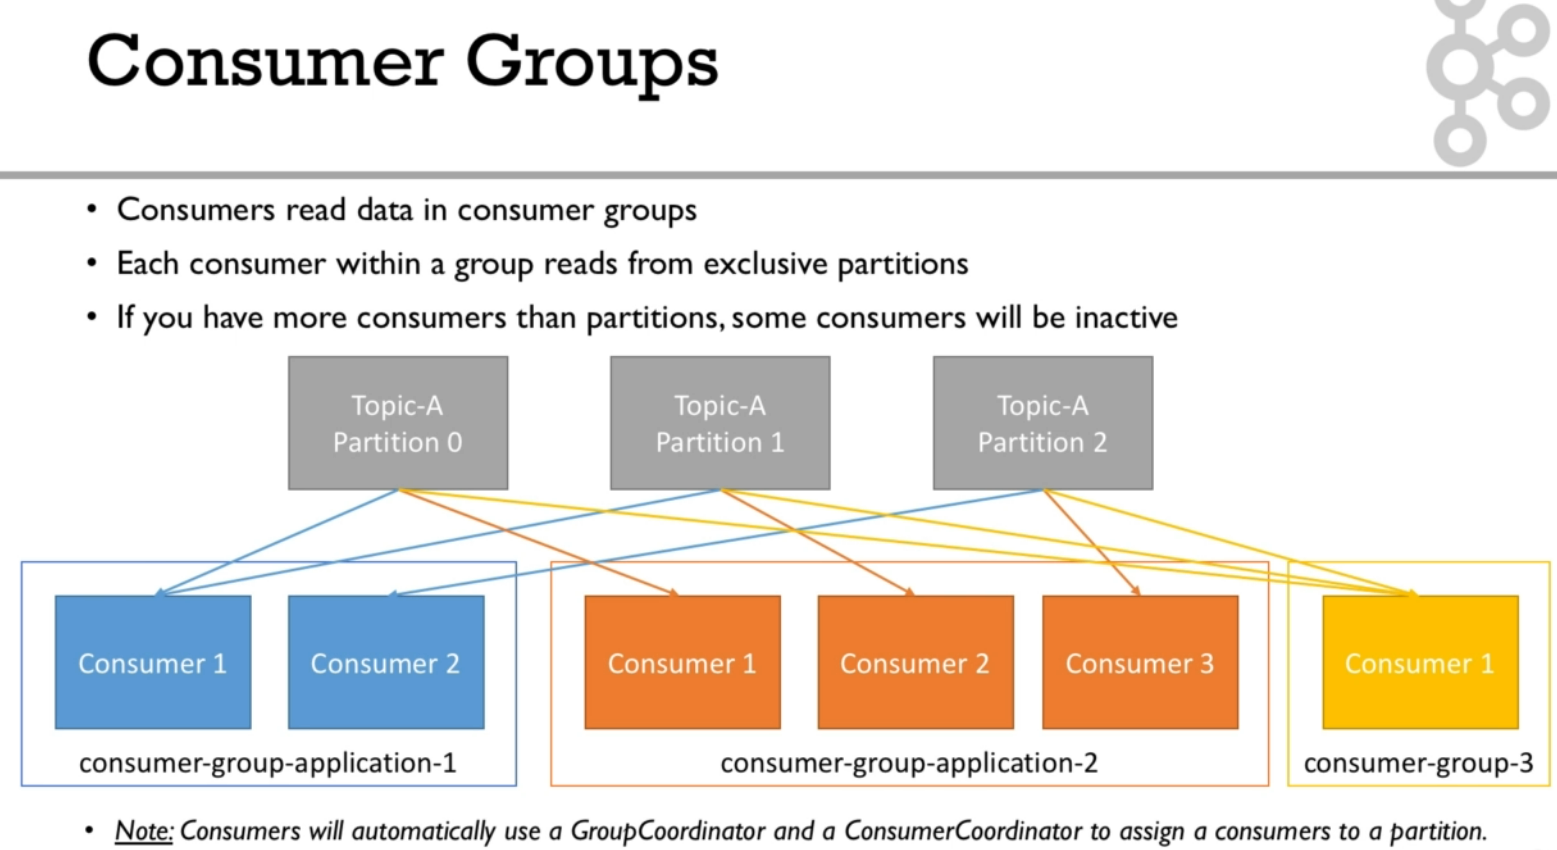 Consumer Groups
• Consumers read data in consumer groups
• Each consumer within a group reads from exclusive partitions
• If you have more consumers than partitions, some consumers will be inactive
Topic-A
Partition 0
Topic-A
Partition 1
Topic-A
Partition 2
Consumer 1
Consumer 2
consumer-group-application-1
Consumer 1
Consumer 2
Consumer 3
consumer-group-application-2
Consumer 1
consumer-group-3
• Note: Consumers will automatically use a GroupCoordinator and a ConsumerCoordinator to assign a consumers to a partition.